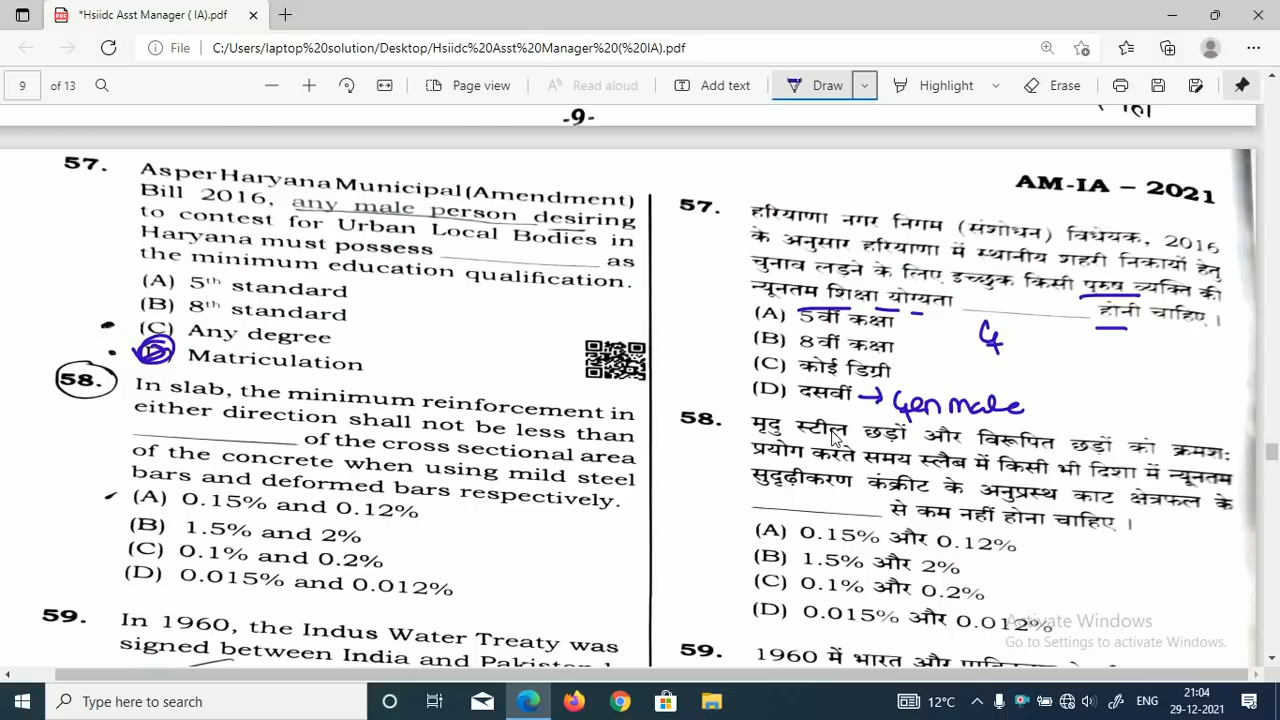 *Hsiidc Asst Manager ( IA).pdf
File
C:/Users/laptop%20solution/Desktop/Hsiidc%20Asst%20Manager%20(%20IA).pdf
9 of 13
Page view
Read aloud
Add text
Draw
Highlight
Erase
-9-
AM-IA – 2021
57. As per Haryana Municipal (Amendment)
Bill 2016, any male person desiring
to contest for Urban Local Bodies in
Haryana must possess __________ as
the minimum education qualification.
(A) 5th standard
(B) 8th standard
(C) Any degree
(D) Matriculation
58. In slab, the minimum reinforcement in
either direction shall not be less than
__________ of the cross sectional area
of the concrete when using mild steel
bars and deformed bars respectively.
(A) 0.15% and 0.12%
(B) 1.5% and 2%
(C) 0.1% and 0.2%
(D) 0.015% and 0.012%
59. In 1960, the Indus Water Treaty was
signed between India and Pakistan
57. हरियाणा नगर निगम (संशोधन) विधेयक, 2016
के अनुसार हरियाणा में स्थानीय शहरी निकायों हेतु
चुनाव लड़ने के लिए इच्छुक किसी पुरुष व्यक्ति की
न्यूनतम शिक्षा योग्यता __________ होनी चाहिए।
(A) 5वीं कक्षा
(B) 8वीं कक्षा
(C) कोई डिग्री
(D) दसवीं → Gen male
58. मृदु स्टील छड़ों और विरूपित छड़ों को क्रमश:
प्रयोग करते समय स्लैब में किसी भी दिशा में न्यूनतम
सुदृढ़ीकरण कंक्रीट के अनुप्रस्थ काट क्षेत्रफल के
__________ से कम नहीं होना चाहिए।
(A) 0.15% और 0.12%
(B) 1.5% और 2%
(C) 0.1% और 0.2%
(D) 0.015% और 0.012%
59. 1960 में भारत और
Activate Windows
Go to Settings to activate Windows.
Type here to search
12°C
ENG
21:04
29-12-2021